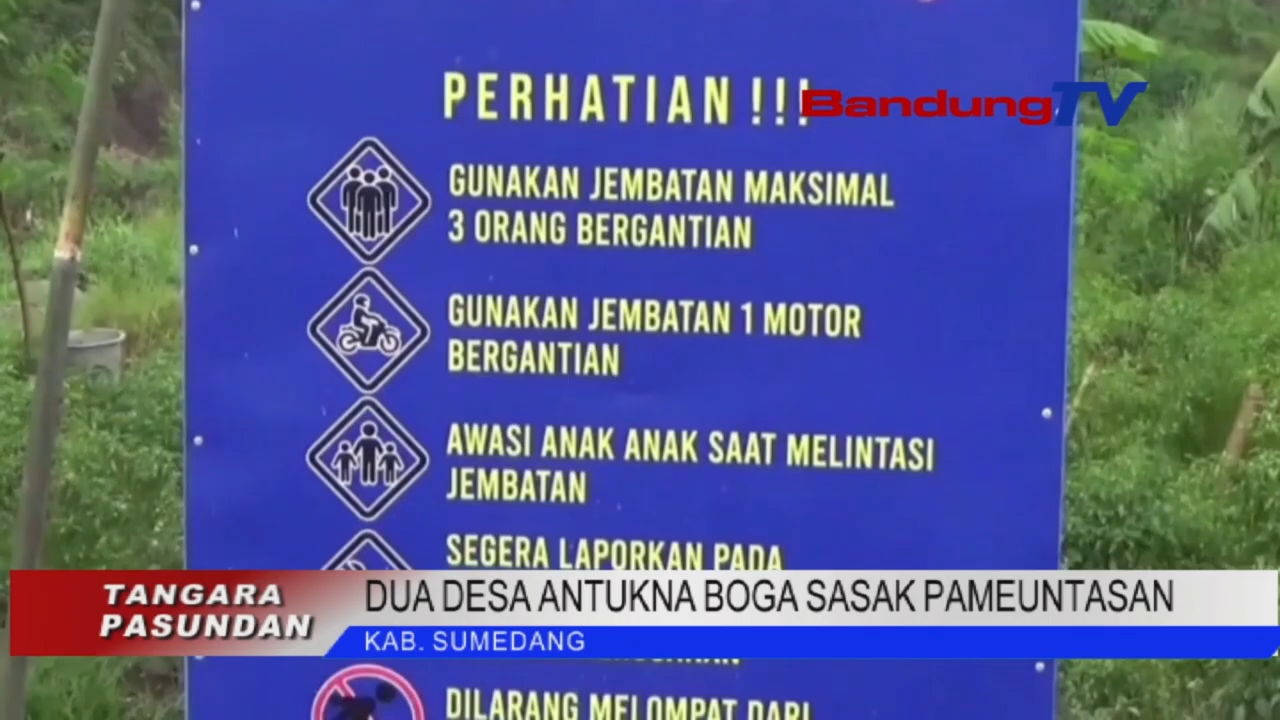 PERHATIAN !!!
BandungTV
GUNAKAN JEMBATAN MAKSIMAL
3 ORANG BERGANTIAN
GUNAKAN JEMBATAN 1 MOTOR
BERGANTIAN
AWASI ANAK ANAK SAAT MELINTASI
JEMBATAN
SEGERA LAPORKAN PADA
TANGARA
PASUNDAN
DUA DESA ANTUKNA BOGA SASAK PAMEUNTASAN
KAB. SUMEDANG
DILARANG MELOMPAT DARI